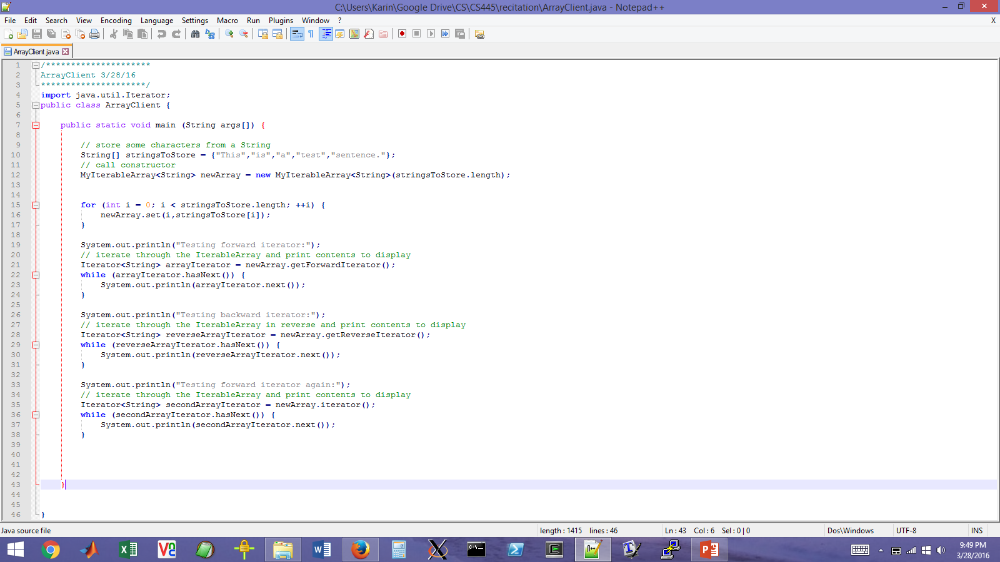 C:\Users\Karin\Google Drive\CS\CS445\recitation\ArrayClient.java - Notepad++
File Edit Search View Encoding Language Settings Macro Run Plugins Window ? X
ArrayClient.java
1 /*********************
2 ArrayClient 3/28/16
3 *********************/
4 import java.util.Iterator;
5 public class ArrayClient {
6
7 public static void main (String args[]) {
8
9 // store some characters from a String
10 String[] stringsToStore = {"This","is","a","test","sentence."};
11 // call constructor
12 MyIterableArray<String> newArray = new MyIterableArray<String>(stringsToStore.length);
13
14
15 for (int i = 0; i < stringsToStore.length; ++i) {
16 newArray.set(i,stringsToStore[i]);
17 }
18
19 System.out.println("Testing forward iterator:");
20 // iterate through the IterableArray and print contents to display
21 Iterator<String> arrayIterator = newArray.getForwardIterator();
22 while (arrayIterator.hasNext()) {
23 System.out.println(arrayIterator.next());
24 }
25
26 System.out.println("Testing backward iterator:");
27 // iterate through the IterableArray in reverse and print contents to display
28 Iterator<String> reverseArrayIterator = newArray.getReverseIterator();
29 while (reverseArrayIterator.hasNext()) {
30 System.out.println(reverseArrayIterator.next());
31 }
32
33 System.out.println("Testing forward iterator again:");
34 // iterate through the IterableArray and print contents to display
35 Iterator<String> secondArrayIterator = newArray.iterator();
36 while (secondArrayIterator.hasNext()) {
37 System.out.println(secondArrayIterator.next());
38 }
39
40
41
42
43 }
44
45
46 }
Java source file length : 1415 lines : 46 Ln : 43 Col : 6 Sel : 0 | 0 Dos\Windows UTF-8 INS
9:49 PM
3/28/2016